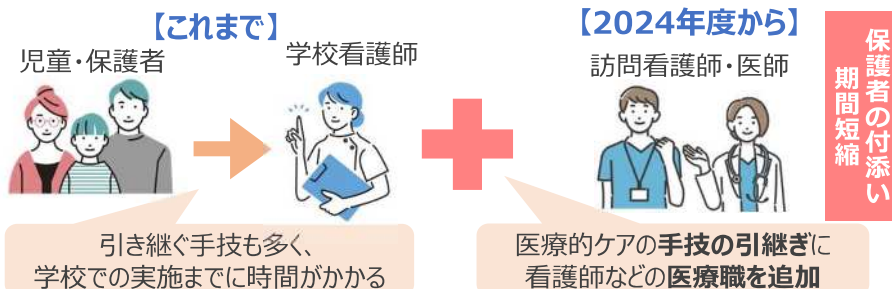 【これまで】
児童・保護者
学校看護師
引き継ぐ手技も多く、
学校での実施までに時間がかかる
【2024年度から】
訪問看護師・医師
医療的ケアの手技の引継ぎに
看護師などの医療職を追加
保護者の付添い
期間短縮